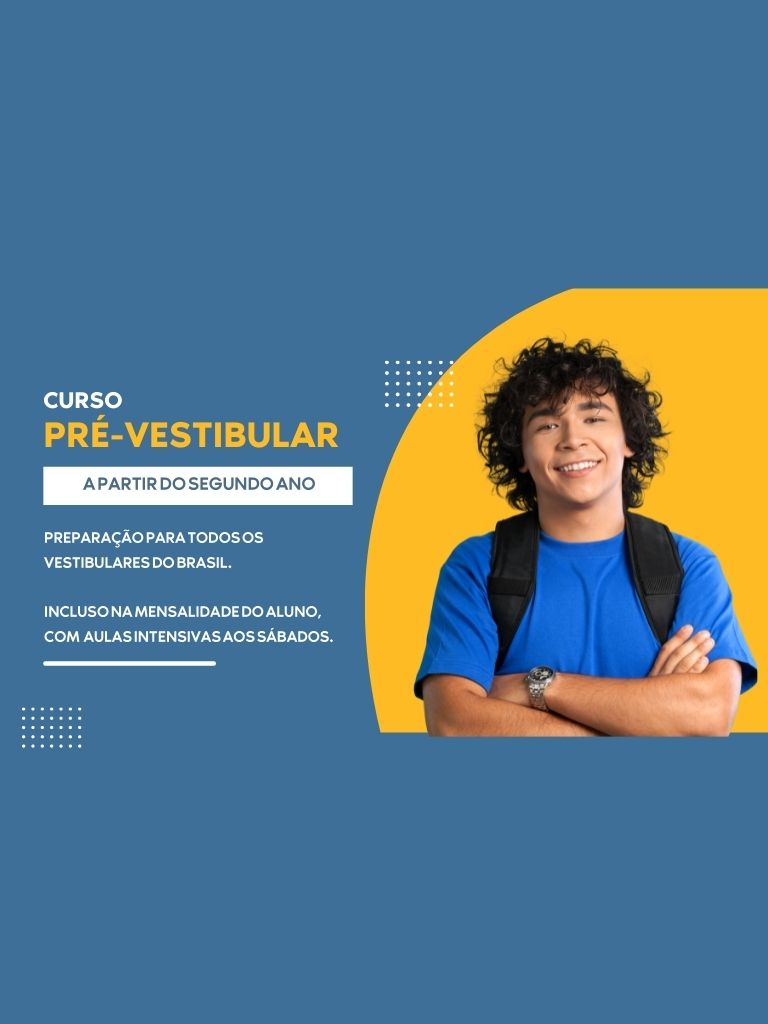 CURSO
PRÉ-VESTIBULAR
A PARTIR DO SEGUNDO ANO
PREPARAÇÃO PARA TODOS OS
VESTIBULARES DO BRASIL.
INCLUSO NA MENSALIDADE DO ALUNO,
COM AULAS INTENSIVAS AOS SÁBADOS.